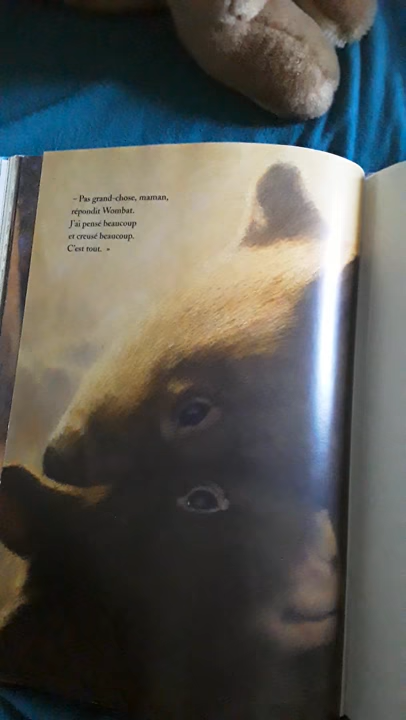 – Pas grand-chose, maman,
répondit Wombat.
J'ai pensé beaucoup
et creusé beaucoup.
C'est tout. »